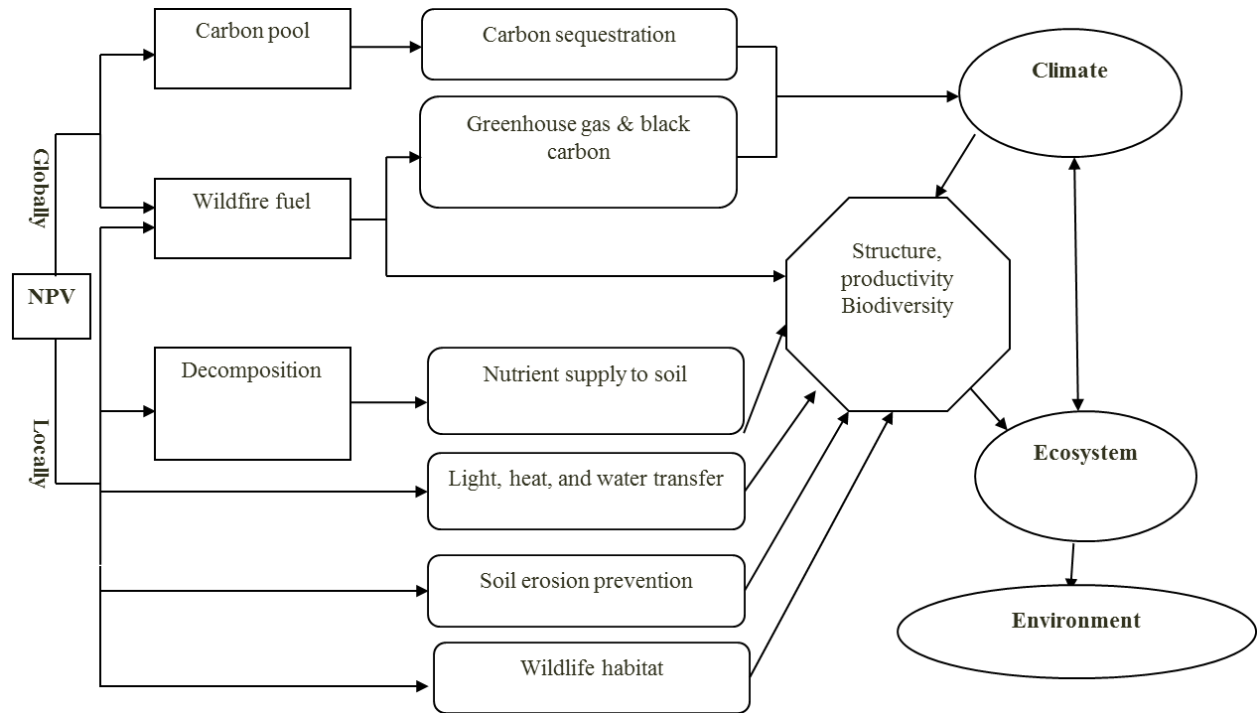 Carbon pool
Carbon sequestration
Climate
Greenhouse gas & black
carbon
Globally
Wildfire fuel
Structure,
productivity
Biodiversity
NPV
Decomposition
Nutrient supply to soil
Locally
Light, heat, and water transfer
Ecosystem
Soil erosion prevention
Environment
Wildlife habitat